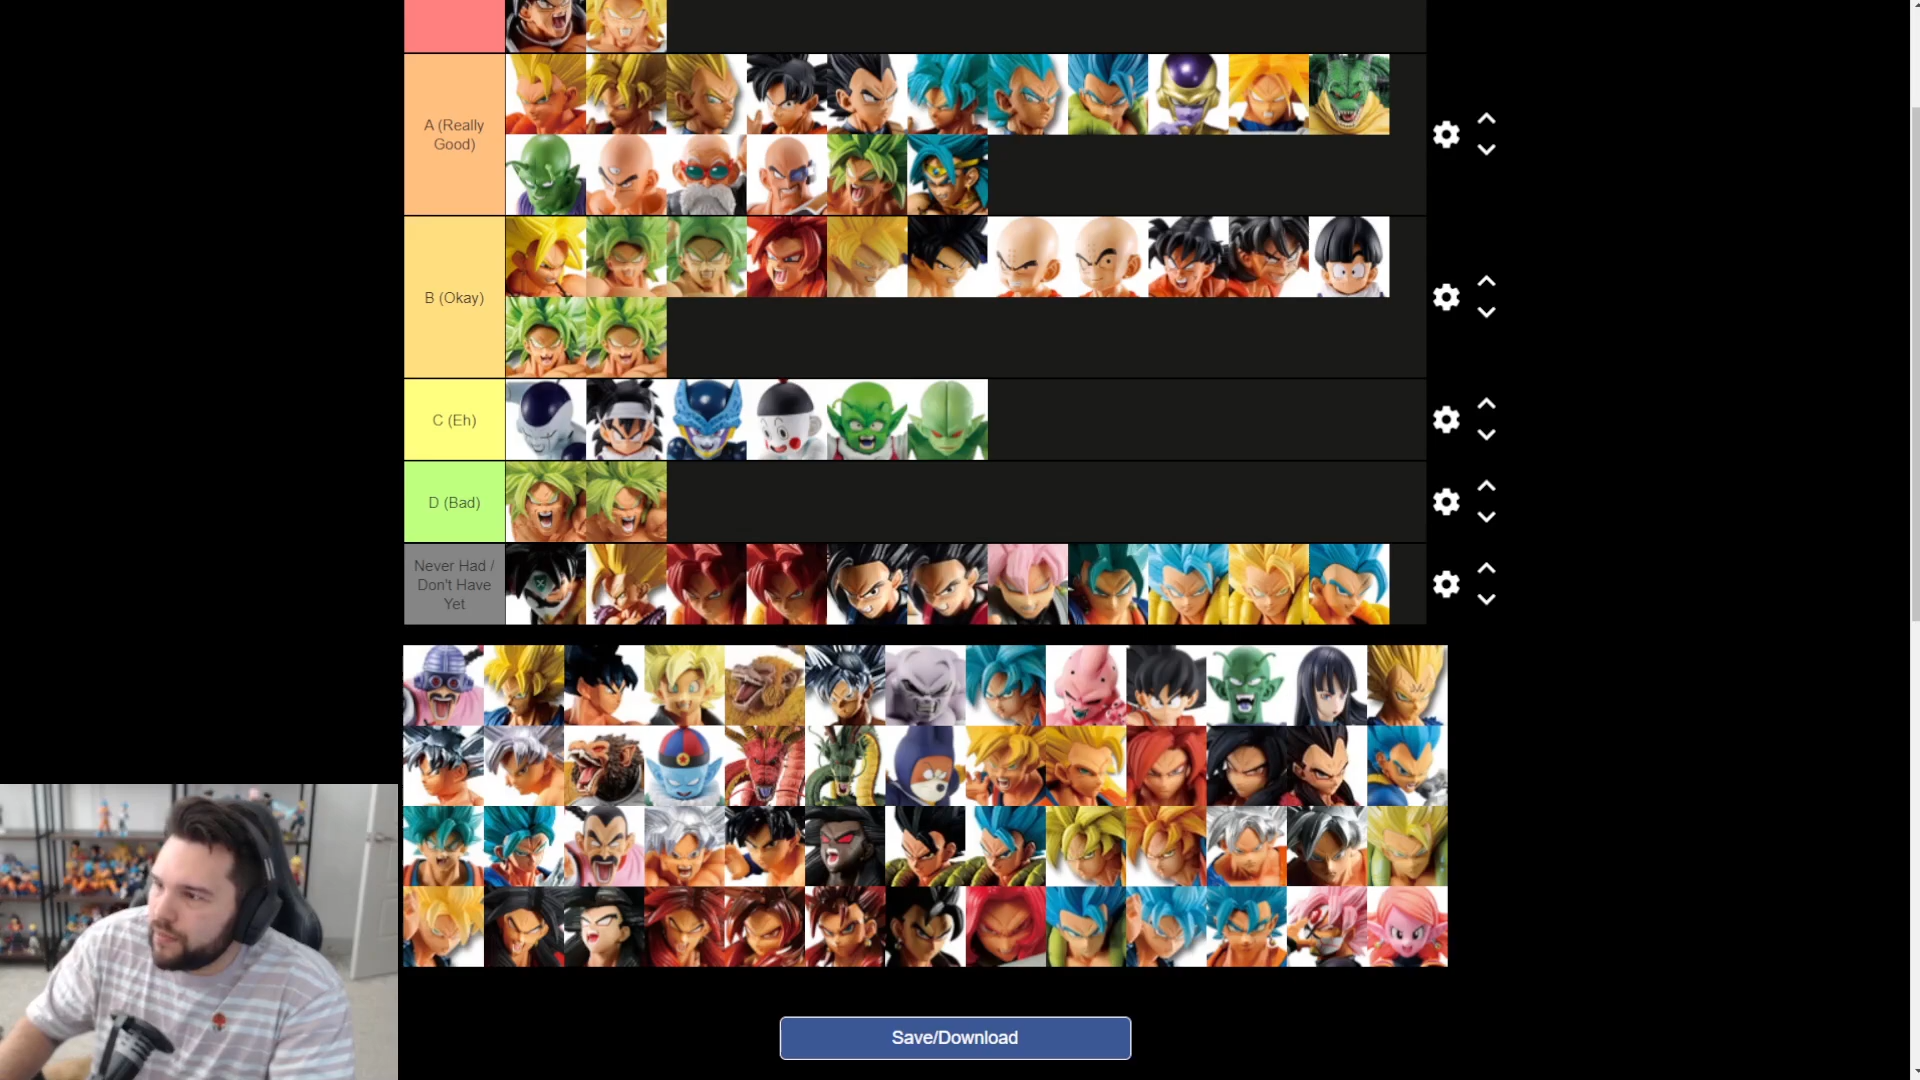 A (Really
Good)
B (Okay)
C (Eh)
D (Bad)
Never Had /
Don't Have
Yet
Save/Download